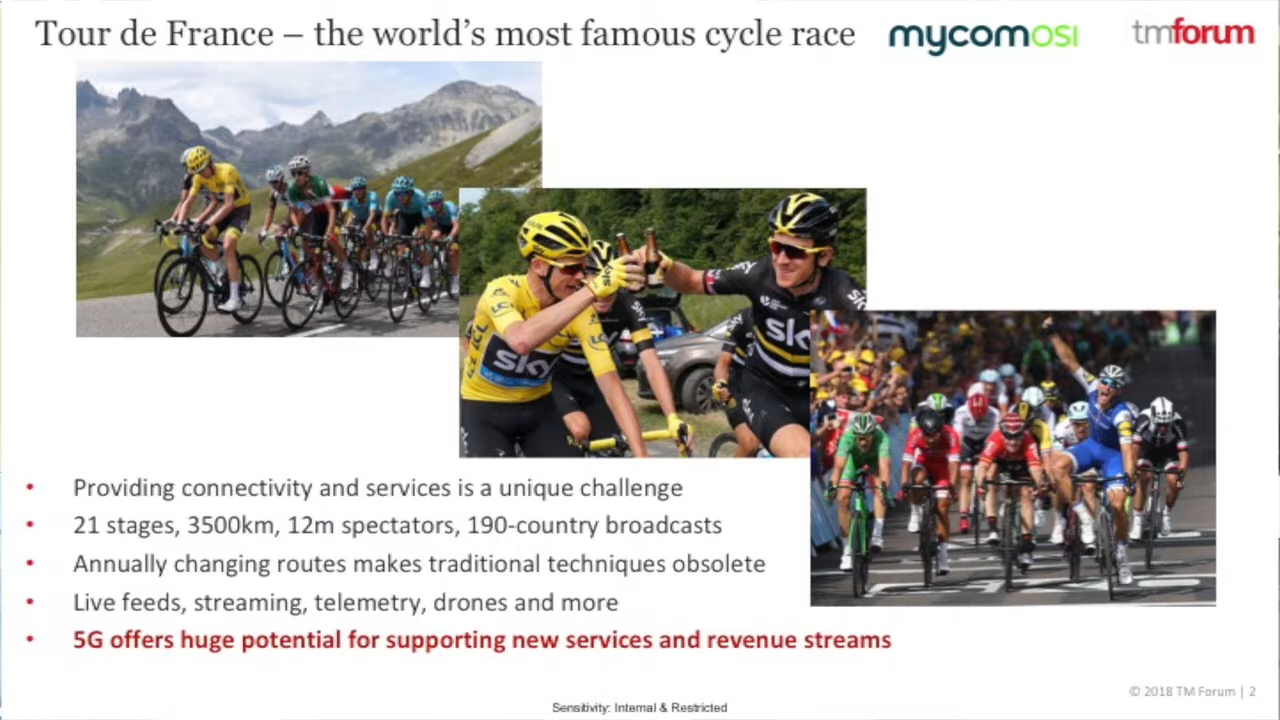 Tour de France – the world's most famous cycle race
mycomosi
tmforum
sky
sky
• Providing connectivity and services is a unique challenge
• 21 stages, 3500km, 12m spectators, 190-country broadcasts
• Annually changing routes makes traditional techniques obsolete
• Live feeds, streaming, telemetry, drones and more
• 5G offers huge potential for supporting new services and revenue streams
© 2018 TM Forum | 2
Sensitivity: Internal & Restricted